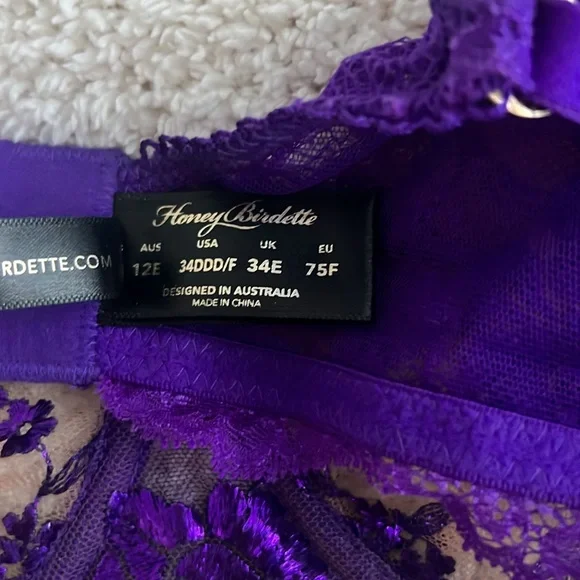 Honey Birdette
AUS USA UK EU
12E 34DDD/F 34E 75F
DESIGNED IN AUSTRALIA
MADE IN CHINA
RDETTE.COM